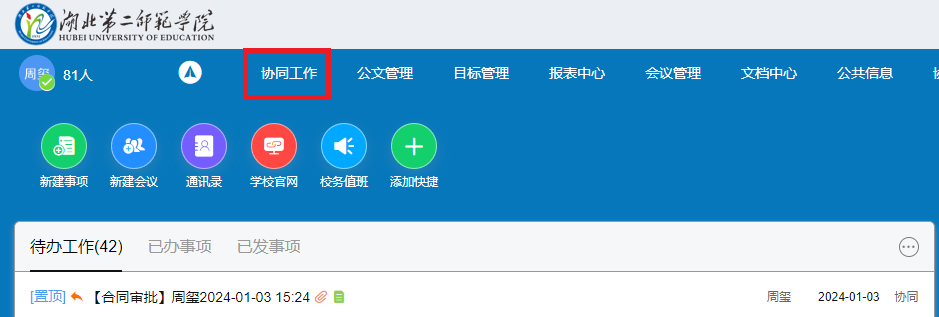 湖北第二师范学院
HUBEI UNIVERSITY OF EDUCATION
周玺 81人 协同工作 公文管理 目标管理 报表中心 会议管理 文档中心 公共信息
新建事项 新建会议 通讯录 学校官网 校务值班 添加快捷
待办工作(42) 已办事项 已发事项
[置顶] 【合同审批】周玺2024-01-03 15:24 周玺 2024-01-03 协同